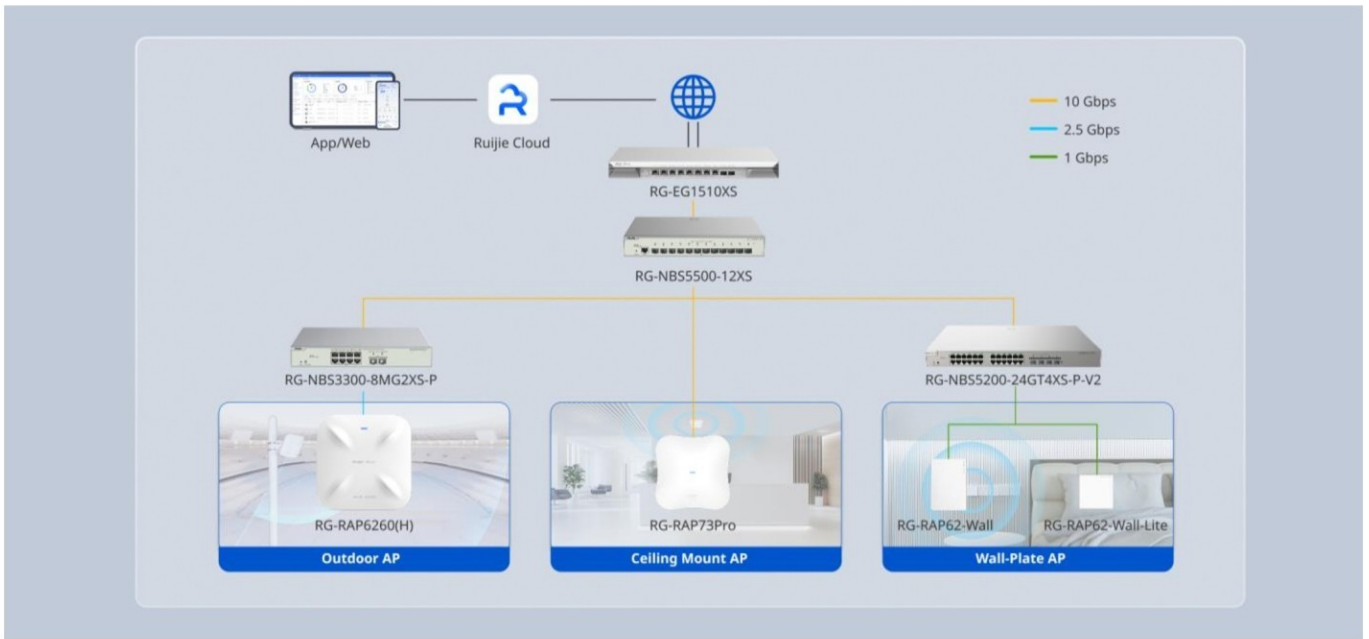 10 Gbps
2.5 Gbps
1 Gbps
App/Web
Ruijie Cloud
RG-EG1510XS
RG-NBS5500-12XS
RG-NBS3300-8MG2XS-P
RG-NBS5200-24GT4XS-P-V2
RG-RAP6260(H)
RG-RAP73Pro
RG-RAP62-Wall
RG-RAP62-Wall-Lite
Outdoor AP
Ceiling Mount AP
Wall-Plate AP